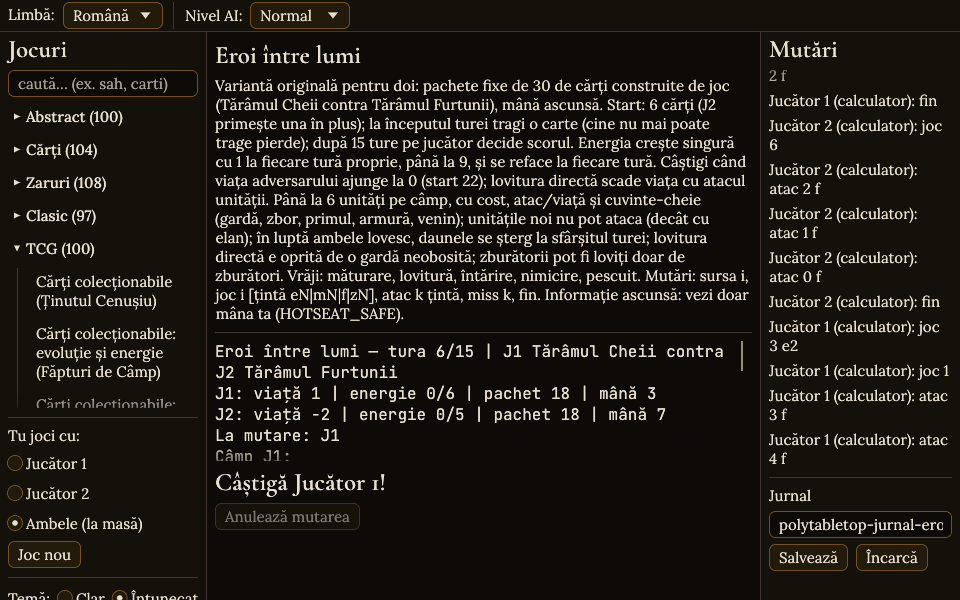 Limbă: Română ▼ Nivel AI: Normal ▼
Jocuri
caută... (ex. sah, carti)
▸ Abstract (100)
▸ Cărți (104)
▸ Zaruri (108)
▸ Clasic (97)
▾ TCG (100)
Cărți colecționabile
(Ținutul Cenușiu)
Cărți colecționabile:
evoluție și energie
(Făpturi de Câmp)
Cărți colecționabile:
Tu joci cu:
Jucător 1
Jucător 2
Ambele (la masă)
Joc nou
Temă: Clar Întunecat
Eroi între lumi
Variantă originală pentru doi: pachete fixe de 30 de cărți construite de joc
(Tărâmul Cheii contra Tărâmul Furtunii), mână ascunsă. Start: 6 cărți (J2
primește una în plus); la începutul turei tragi o carte (cine nu mai poate
trage pierde); după 15 ture pe jucător decide scorul. Energia crește singură
cu 1 la fiecare tură proprie, până la 9, și se reface la fiecare tură. Câștigi când
viața adversarului ajunge la 0 (start 22); lovitura directă scade viața cu atacul
unității. Până la 6 unități pe câmp, cu cost, atac/viață și cuvinte-cheie
(gardă, zbor, primul, armură, venin); unitățile noi nu pot ataca (decât cu
elan); în luptă ambele lovesc, daunele se șterg la sfârșitul turei; lovitura
directă e oprită de o gardă neobosită; zburătorii pot fi loviți doar de
zburători. Vrăji: măturare, lovitură, întărire, nimicire, pescuit. Mutări: sursa i,
joc i [țintă eN|mN|f|zN], atac k țintă, miss k, fin. Informație ascunsă: vezi doar
mâna ta (HOTSEAT_SAFE).
Eroi între lumi — tura 6/15 | J1 Tărâmul Cheii contra
J2 Tărâmul Furtunii
J1: viață 1 | energie 0/6 | pachet 18 | mână 3
J2: viață -2 | energie 0/5 | pachet 18 | mână 7
La mutare: J1
Câmp J1:
Câștigă Jucător 1!
Anulează mutarea
Mutări
2 f
Jucător 1 (calculator): fin
Jucător 2 (calculator): joc
6
Jucător 2 (calculator):
atac 2 f
Jucător 2 (calculator):
atac 1 f
Jucător 2 (calculator):
atac 0 f
Jucător 2 (calculator): fin
Jucător 1 (calculator): joc
3 e2
Jucător 1 (calculator): joc 1
Jucător 1 (calculator): atac
3 f
Jucător 1 (calculator): atac
4 f
Jurnal
polytabletop-jurnal-ero
Salvează Încarcă